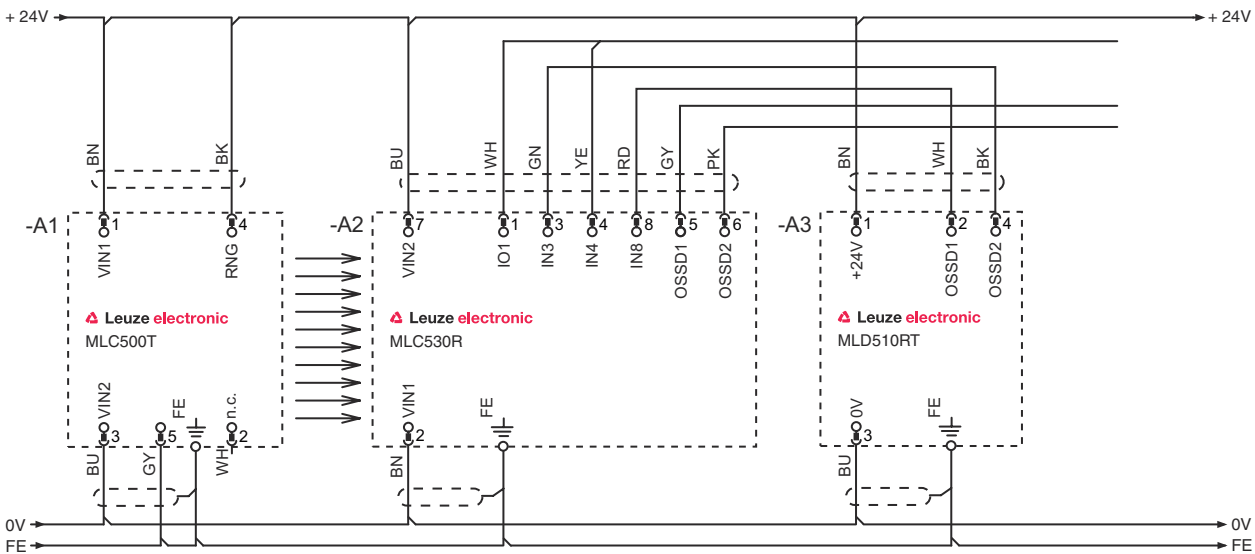 + 24V
+ 24V
BN
BK
BU
WH
GN
YE
RD
GY
PK
BN
WH
BK
-A1
1
4
-A2
7
1
3
4
8
5
6
-A3
1
2
4
VIN1
RNG
VIN2
IO1
IN3
IN4
IN8
OSSD1
OSSD2
+24V
OSSD1
OSSD2
Leuze electronic
MLC500T
Leuze electronic
MLC530R
Leuze electronic
MLD510RT
VIN2
FE
n.c.
VIN1
FE
0V
FE
3
5
2
2
3
BU
GY
WH
BN
BU
0V
0V
FE
FE